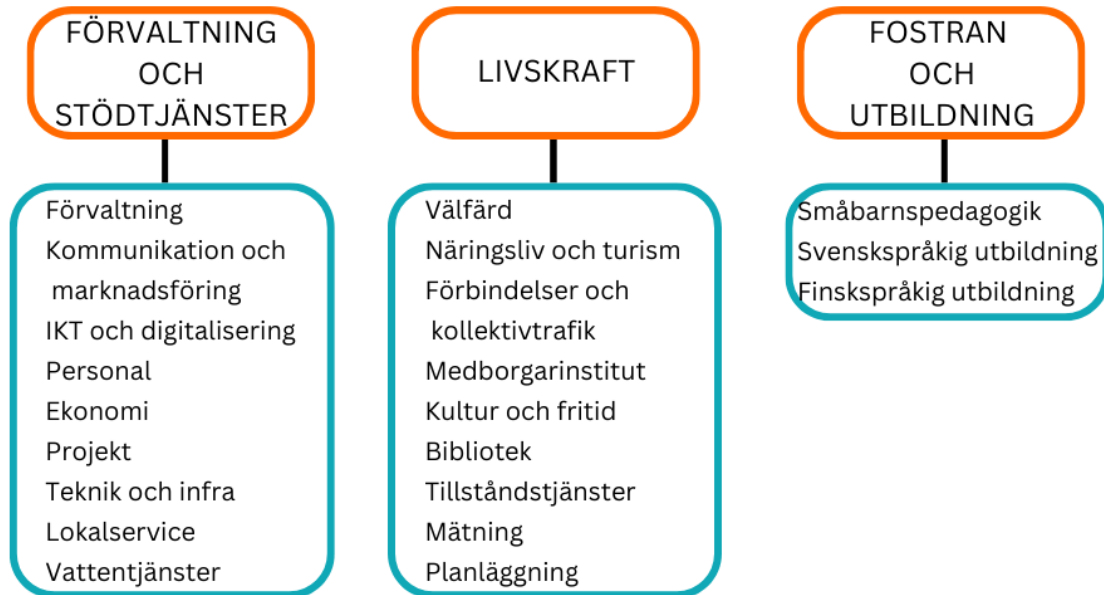 FÖRVALTNING
OCH
STÖDTJÄNSTER
Förvaltning
Kommunikation och
marknadsföring
IKT och digitalisering
Personal
Ekonomi
Projekt
Teknik och infra
Lokalservice
Vattentjänster
LIVSKRAFT
Välfärd
Näringsliv och turism
Förbindelser och
kollektivtrafik
Medborgarinstitut
Kultur och fritid
Bibliotek
Tillståndstjänster
Mätning
Planläggning
FOSTRAN
OCH
UTBILDNING
Småbarnspedagogik
Svenskspråkig utbildning
Finskspråkig utbildning